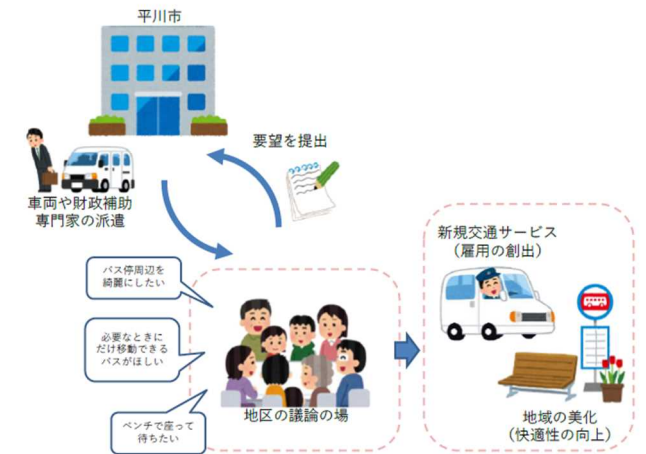 平川市
要望を提出
車両や財政補助
専門家の派遣
バス停周辺を
綺麗にしたい
必要なときに
だけ移動できる
バスがほしい
ベンチで座って
待ちたい
地区の議論の場
新規交通サービス
（雇用の創出）
地域の美化
（快適性の向上）